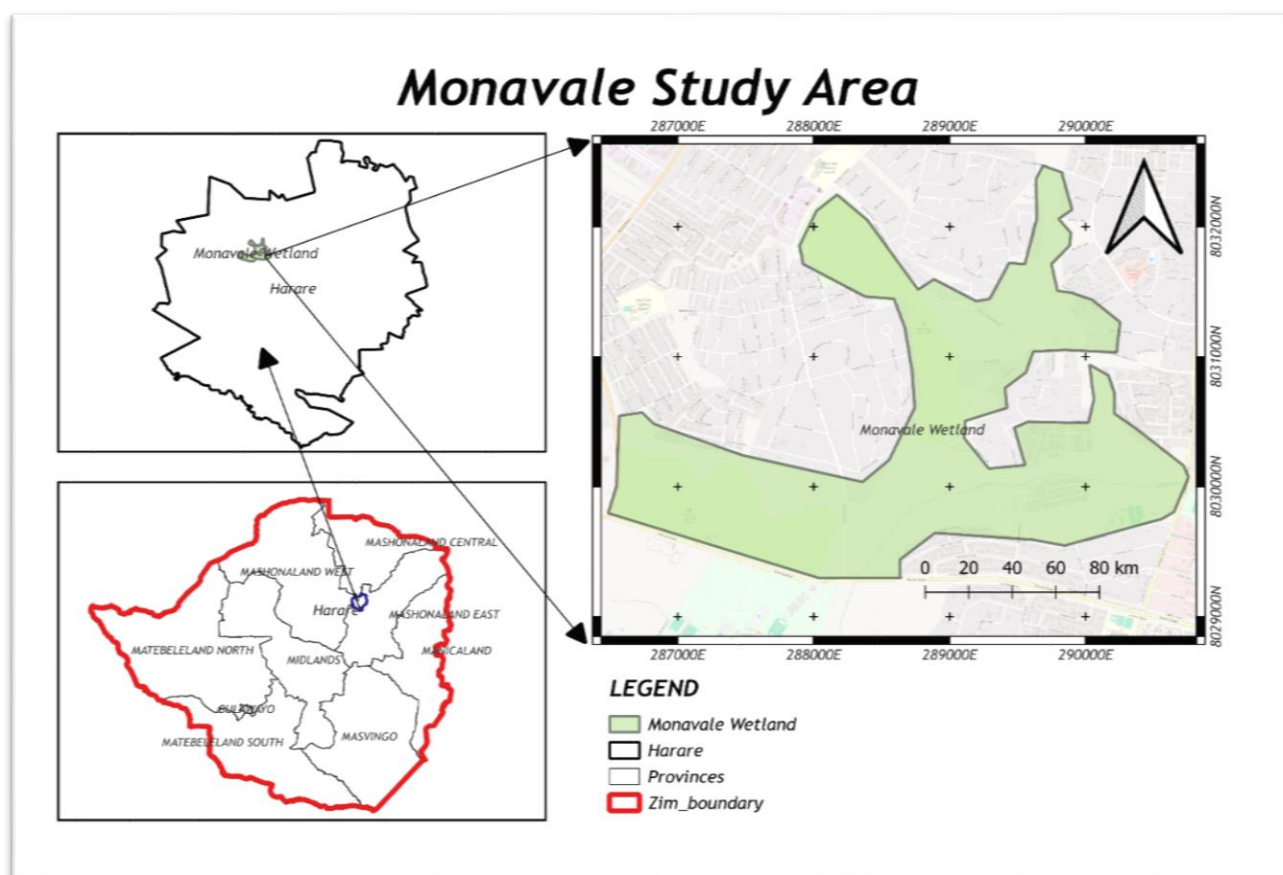 Monavale Study Area
Monavale Wetland
Harare
287000E 288000E 289000E 290000E
8032000N
8031000N
8030000N
8029000N
Monavale Wetland
0 20 40 60 80 km
287000E 288000E 289000E 290000E
MASHONALAND CENTRAL
MASHONALAND WEST
Harare
MASHONALAND EAST
MATEBELELAND NORTH
MANICALAND
MIDLANDS
BULAWAYO
MASVINGO
MATEBELELAND SOUTH
LEGEND
Monavale Wetland
Harare
Provinces
Zim_boundary